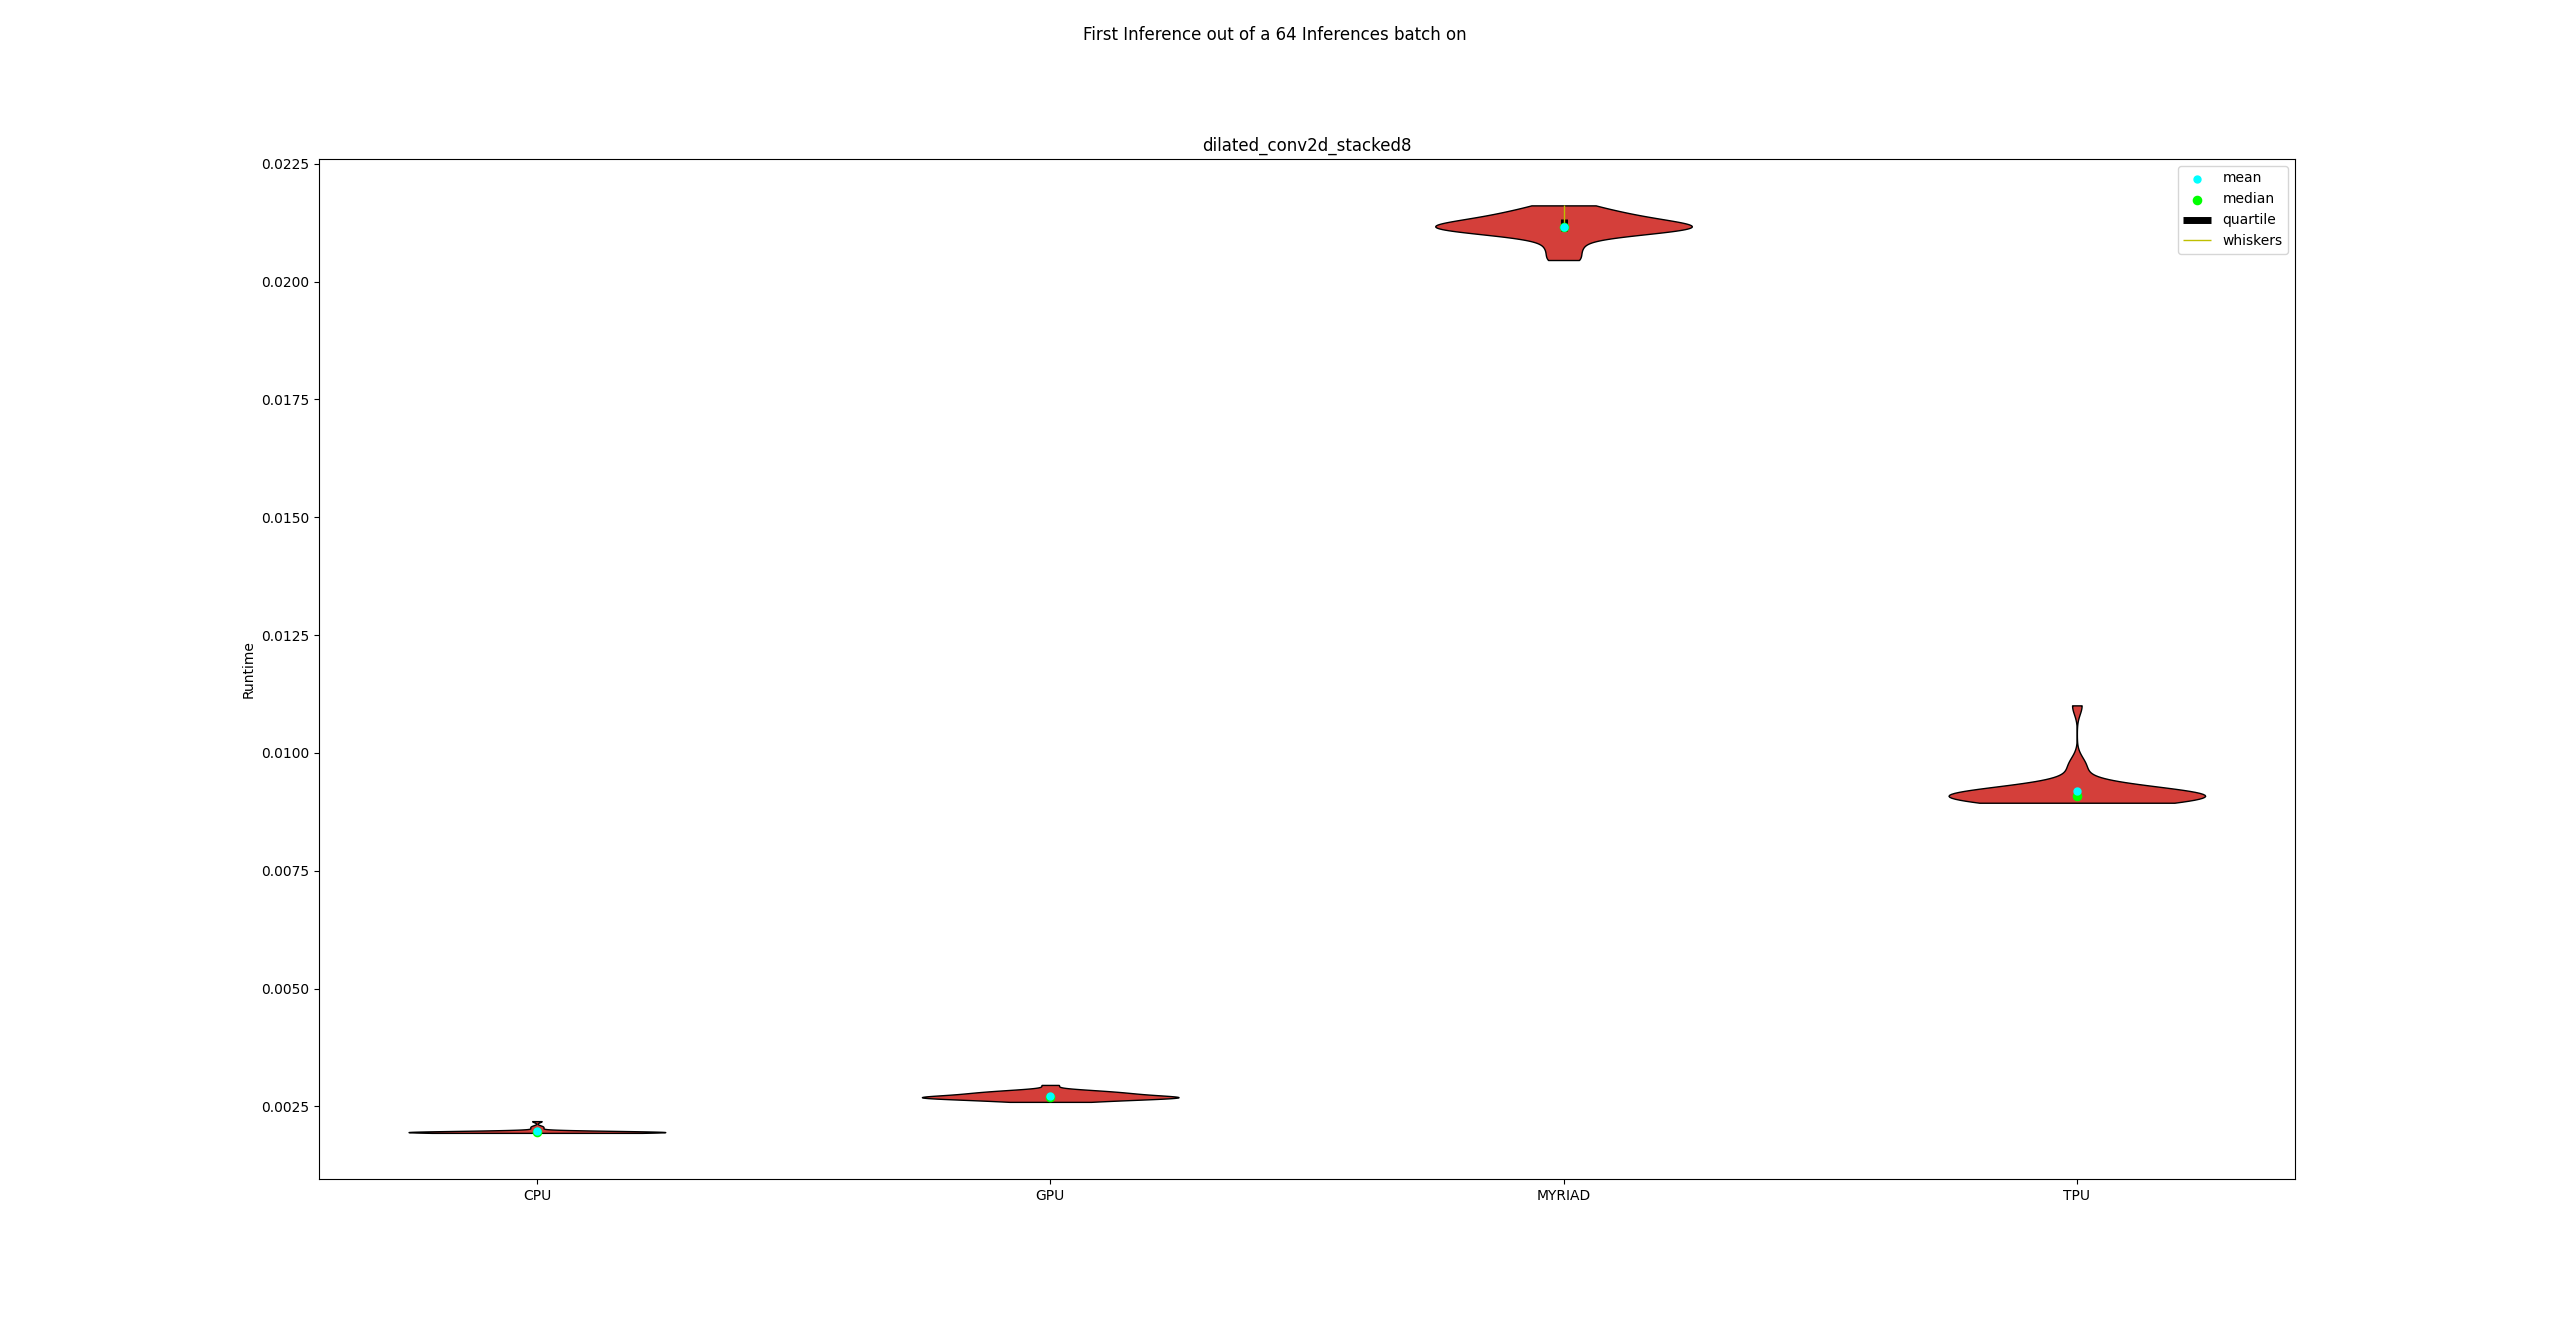 First Inference out of a 64 Inferences batch on
dilated_conv2d_stacked8
0.0225
0.0200
0.0175
0.0150
0.0125
0.0100
0.0075
0.0050
0.0025
Runtime
mean
median
quartile
whiskers
CPU GPU MYRIAD TPU